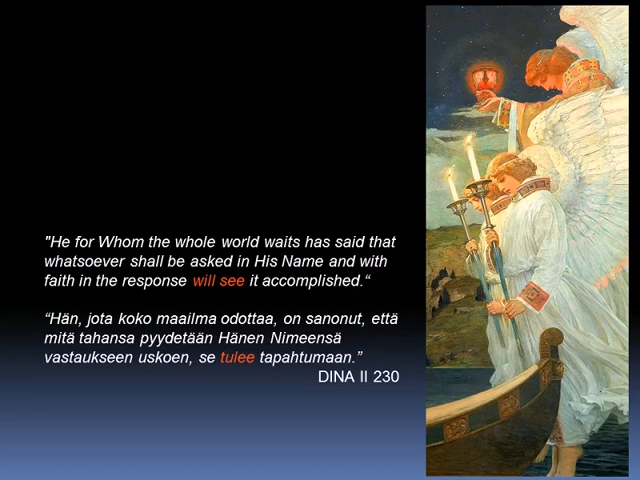 "He for Whom the whole world waits has said that
whatsoever shall be asked in His Name and with
faith in the response will see it accomplished.“
“Hän, jota koko maailma odottaa, on sanonut, että
mitä tahansa pyydetään Hänen Nimeensä
vastaukseen uskoen, se tulee tapahtumaan.”
DINA II 230